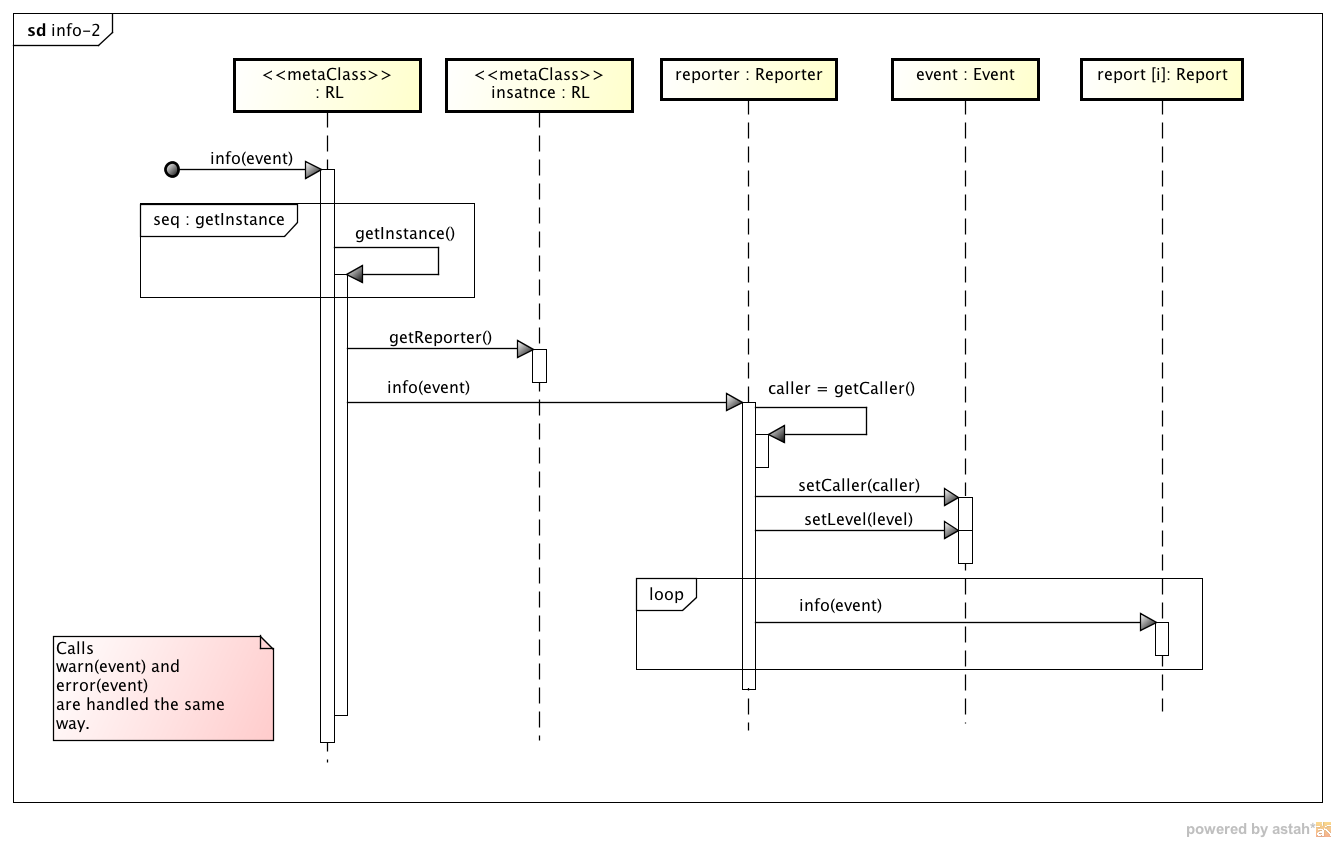 sd info-2
<<metaClass>>
: RL
<<metaClass>>
insatnce : RL
reporter : Reporter
event : Event
report [i]: Report
info(event)
seq : getInstance
getInstance()
getReporter()
info(event)
caller = getCaller()
setCaller(caller)
setLevel(level)
loop
info(event)
Calls
warn(event) and
error(event)
are handled the same
way.
powered by astah*